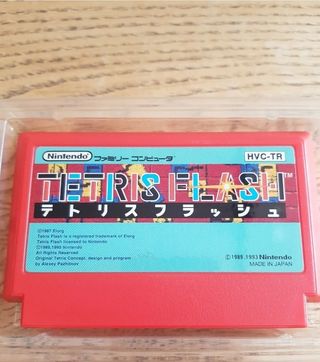 Nintendo ファミリー コンピュータ™ HVC-TR
TETRIS FLASH™
テトリスフラッシュ
©1987 Elorg
Tetris Flash is a registered trademark of Elorg
Tetris Flash licensed to Nintendo
©1989,1993 Nintendo
All Rights Reserved
Original Tetris Concept, design and program
by Alexey Pazhitnov
©1989,1993 Nintendo
MADE IN JAPAN